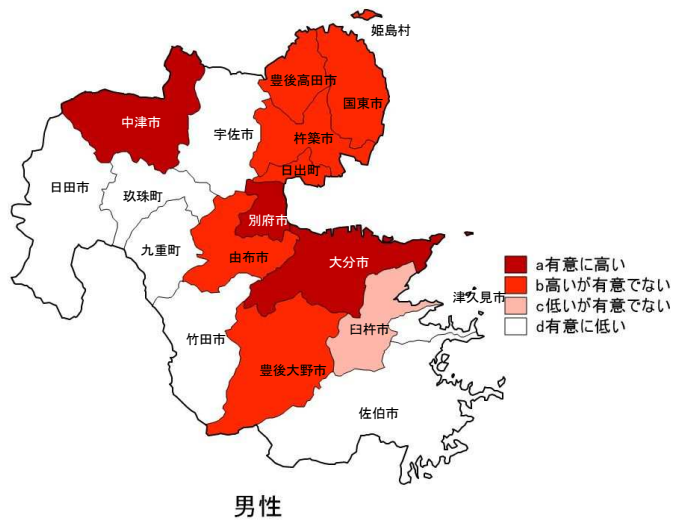 姫島村
豊後高田市
国東市
中津市
宇佐市
杵築市
日出町
日田市
玖珠町
別府市
九重町
由布市
大分市
a有意に高い
b高いが有意でない
c低いが有意でない
d有意に低い
津久見市
臼杵市
竹田市
豊後大野市
佐伯市
男性